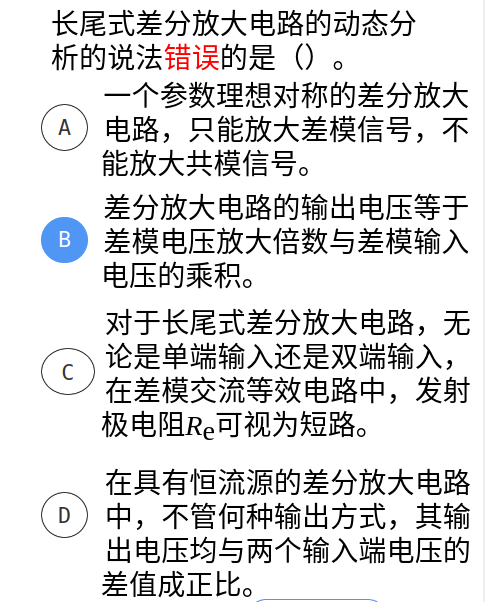 长尾式差分放大电路的动态分
析的说法错误的是（）。
A
一个参数理想对称的差分放大
电路，只能放大差模信号，不
能放大共模信号。
B
差分放大电路的输出电压等于
差模电压放大倍数与差模输入
电压的乘积。
C
对于长尾式差分放大电路，无
论是单端输入还是双端输入，
在差模交流等效电路中，发射
极电阻Re可视为短路。
D
在具有恒流源的差分放大电路
中，不管何种输出方式，其输
出电压均与两个输入端电压的
差值成正比。